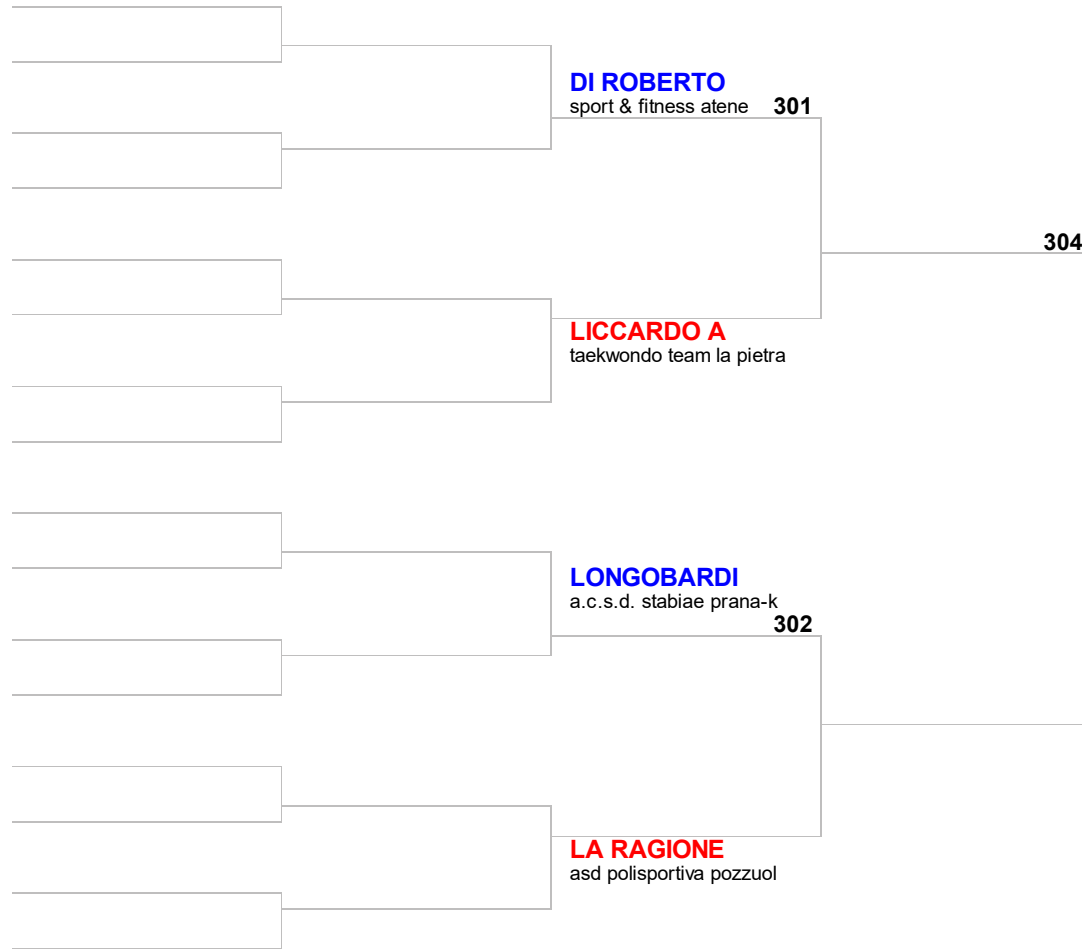 DI ROBERTO
sport & fitness atene 301
304
LICCARDO A
taekwondo team la pietra
LONGOBARDI
a.c.s.d. stabiae prana-k
302
LA RAGIONE
asd polisportiva pozzuol